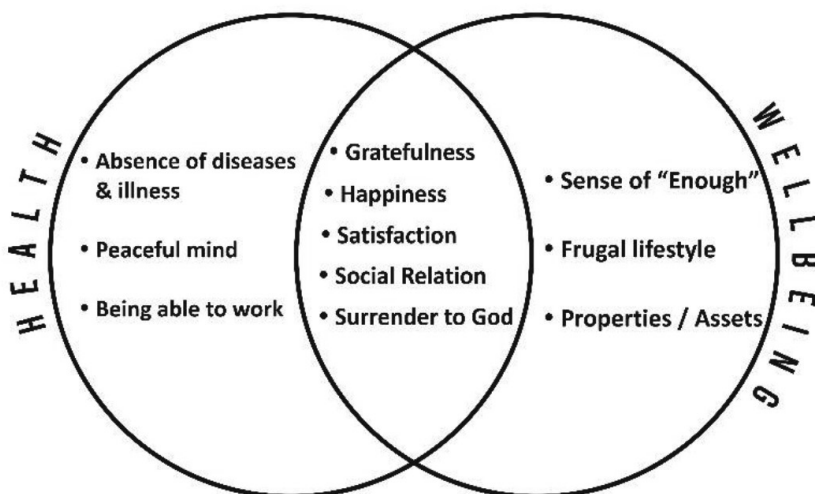 HEALTH
• Absence of diseases
& illness
• Peaceful mind
• Being able to work
• Gratefulness
• Happiness
• Satisfaction
• Social Relation
• Surrender to God
• Sense of “Enough”
• Frugal lifestyle
• Properties / Assets
WELLBEING